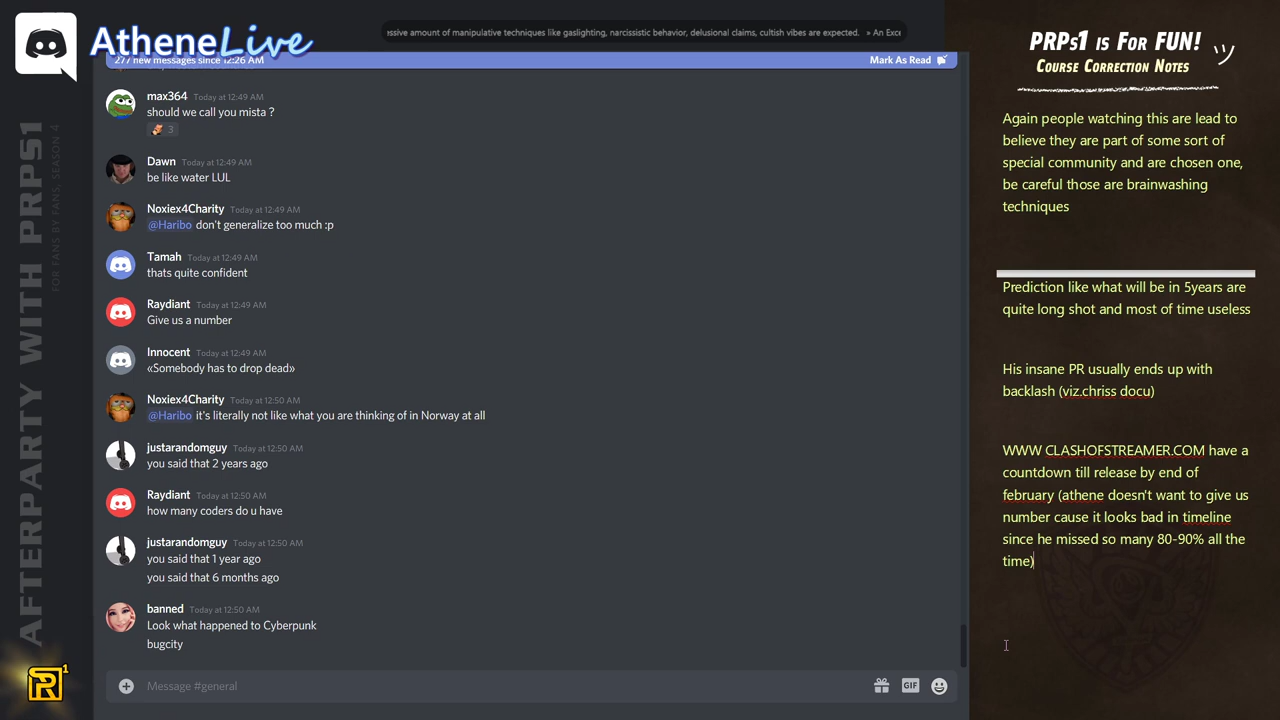 AtheneLive
essive amount of manipulative techniques like gaslighting, narcissistic behavior, delusional claims, cultish vibes are expected.   » An Exce
277 new messages since 12:26 AM
Mark As Read
max364 Today at 12:49 AM
should we call you mista ?
3
Dawn Today at 12:49 AM
be like water LUL
Noxiex4Charity Today at 12:49 AM
@Haribo don't generalize too much :p
Tamah Today at 12:49 AM
thats quite confident
Raydiant Today at 12:49 AM
Give us a number
Innocent Today at 12:49 AM
«Somebody has to drop dead»
Noxiex4Charity Today at 12:50 AM
@Haribo it's literally not like what you are thinking of in Norway at all
justarandomguy Today at 12:50 AM
you said that 2 years ago
Raydiant Today at 12:50 AM
how many coders do u have
justarandomguy Today at 12:50 AM
you said that 1 year ago
you said that 6 months ago
banned Today at 12:50 AM
Look what happened to Cyberpunk
bugcity
Message #general
GIF
AFTERPARTY WITH PRPS1
FOR FANS BY FANS, SEASON 4
R1
PRPs1 is For FUN!
Course Correction Notes
ツ
Again people watching this are lead to
believe they are part of some sort of
special community and are chosen one,
be careful those are brainwashing
techniques
Prediction like what will be in 5years are
quite long shot and most of time useless
His insane PR usually ends up with
backlash (viz.chriss docu)
WWW CLASHOFSTREAMER.COM have a
countdown till release by end of
february (athene doesn't want to give us
number cause it looks bad in timeline
since he missed so many 80-90% all the
time)